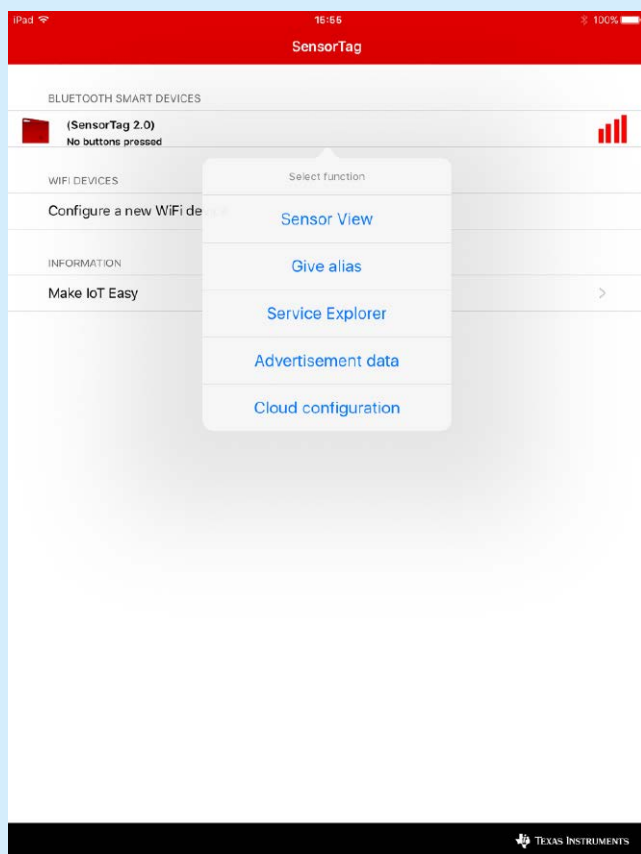 iPad
15:55
100%
SensorTag
BLUETOOTH SMART DEVICES
(SensorTag 2.0)
No buttons pressed
WIFI DEVICES
Configure a new WiFi de
Select function
Sensor View
Give alias
Service Explorer
Advertisement data
Cloud configuration
INFORMATION
Make IoT Easy
TEXAS INSTRUMENTS